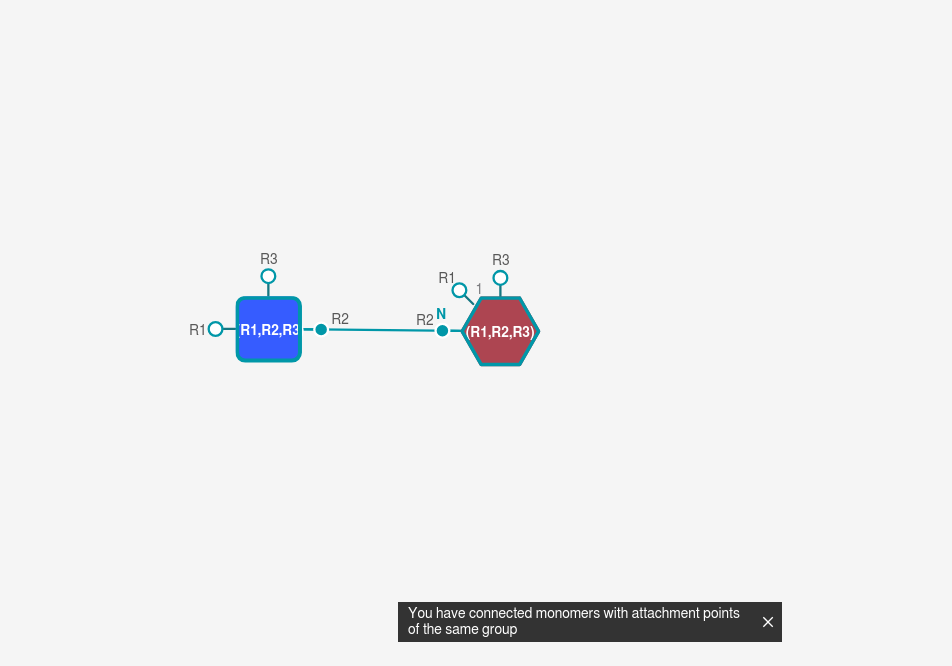 R3
R3
R1
1
N
R2
R2
R1
R1,R2,R3
(R1,R2,R3)
You have connected monomers with attachment points
of the same group